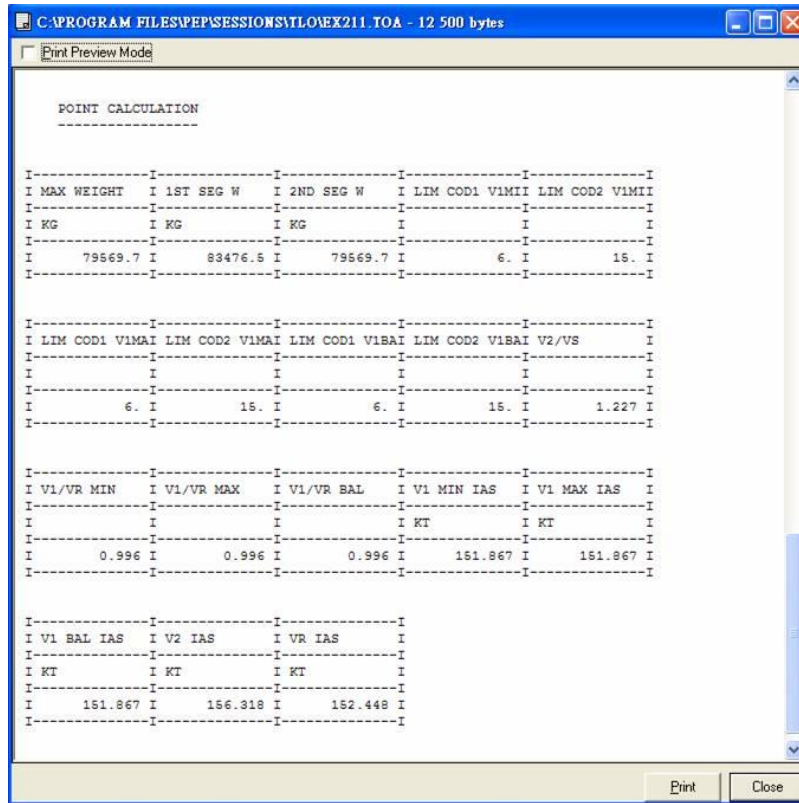 C:\PROGRAM FILES\PEP\SESSIONS\TLO\EX211.TOA - 12 500 bytes
Print Preview Mode
POINT CALCULATION
-----------------
I--------------I--------------I--------------I--------------I--------------I
I MAX WEIGHT   I 1ST SEG W    I 2ND SEG W    I LIM COD1 V1MII LIM COD2 V1MII
I--------------I--------------I--------------I--------------I--------------I
I KG           I KG           I KG           I              I              I
I--------------I--------------I--------------I--------------I--------------I
I      79569.7 I      83476.5 I      79569.7 I           6. I          15. I
I--------------I--------------I--------------I--------------I--------------I
I--------------I--------------I--------------I--------------I--------------I
I LIM COD1 V1MAI LIM COD2 V1MAI LIM COD1 V1BAI LIM COD2 V1BAI V2/VS        I
I--------------I--------------I--------------I--------------I--------------I
I              I              I              I              I              I
I--------------I--------------I--------------I--------------I--------------I
I           6. I          15. I           6. I          15. I        1.227 I
I--------------I--------------I--------------I--------------I--------------I
I--------------I--------------I--------------I--------------I--------------I
I V1/VR MIN    I V1/VR MAX    I V1/VR BAL    I V1 MIN IAS   I V1 MAX IAS   I
I--------------I--------------I--------------I--------------I--------------I
I              I              I              I KT           I KT           I
I--------------I--------------I--------------I--------------I--------------I
I        0.996 I        0.996 I        0.996 I      151.867 I      151.867 I
I--------------I--------------I--------------I--------------I--------------I
I--------------I--------------I--------------I
I V1 BAL IAS   I V2 IAS       I VR IAS       I
I--------------I--------------I--------------I
I KT           I KT           I KT           I
I--------------I--------------I--------------I
I      151.867 I      156.318 I      152.448 I
I--------------I--------------I--------------I
Print Close